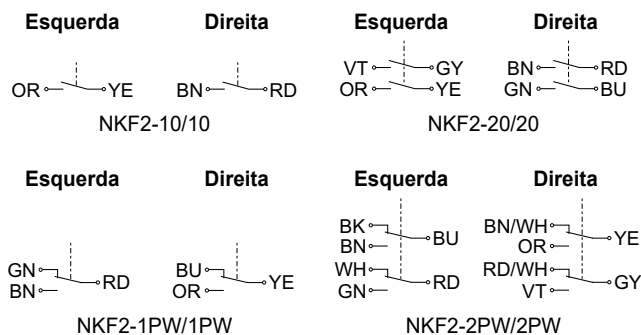 Esquerda Direita Esquerda Direita
OR YE BN RD VT GY BN RD
OR YE GN BU
NKF2-10/10 NKF2-20/20
Esquerda Direita Esquerda Direita
BK BU BN/WH YE
BN OR
GN RD BU YE WH RD RD/WH GY
BN OR GN VT
NKF2-1PW/1PW NKF2-2PW/2PW